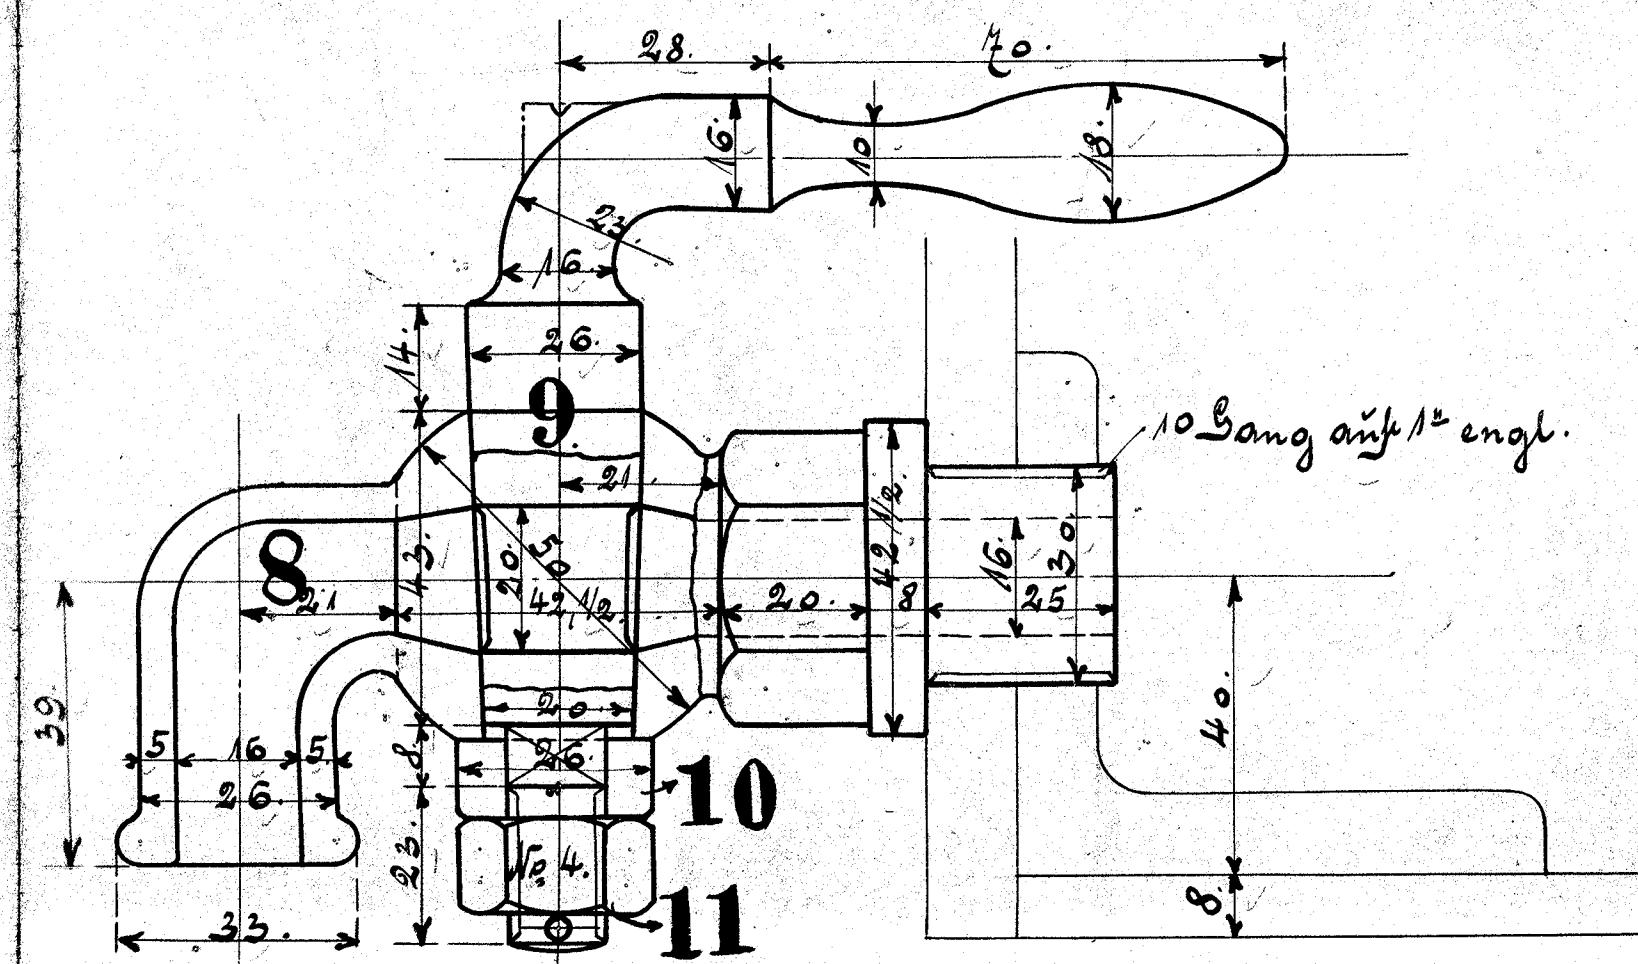 28. 70.
16. 10 18.
23.
16.
14. 26.
9.
10 Gang auf 1" engl.
21.
8 43. 20. 50 42 1/2. 16. 30
21 42 1/2. 20. 8 25
39. 20 40.
5 16 5 8. 26.
26. 10
23. No 4. 8.
11
33.